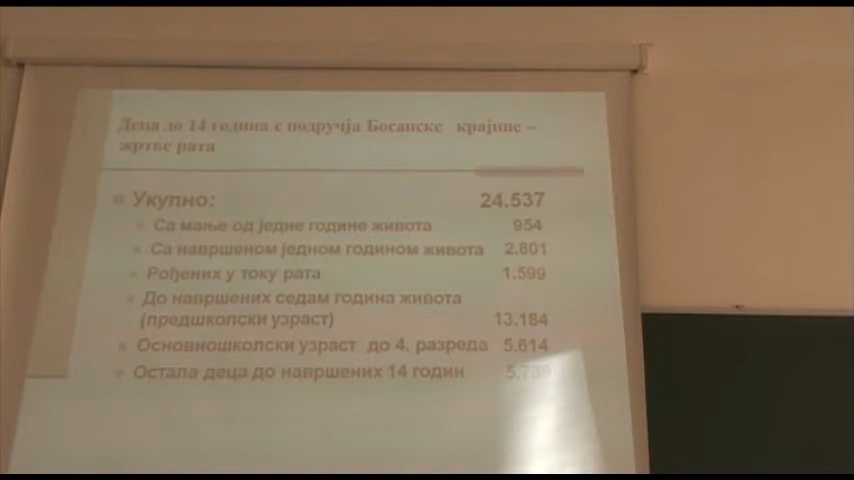 Деца до 14 година с подручја Босанске крајине –
жртве рата
Укупно: 24.537
Са мање од једне године живота 954
Са навршеном једном годином живота 2.801
Рођених у току рата 1.599
До навршених седам година живота
(предшколски узраст) 13.184
Основношколски узраст до 4. разреда 5.614
Остала деца до навршених 14 годин 5.739